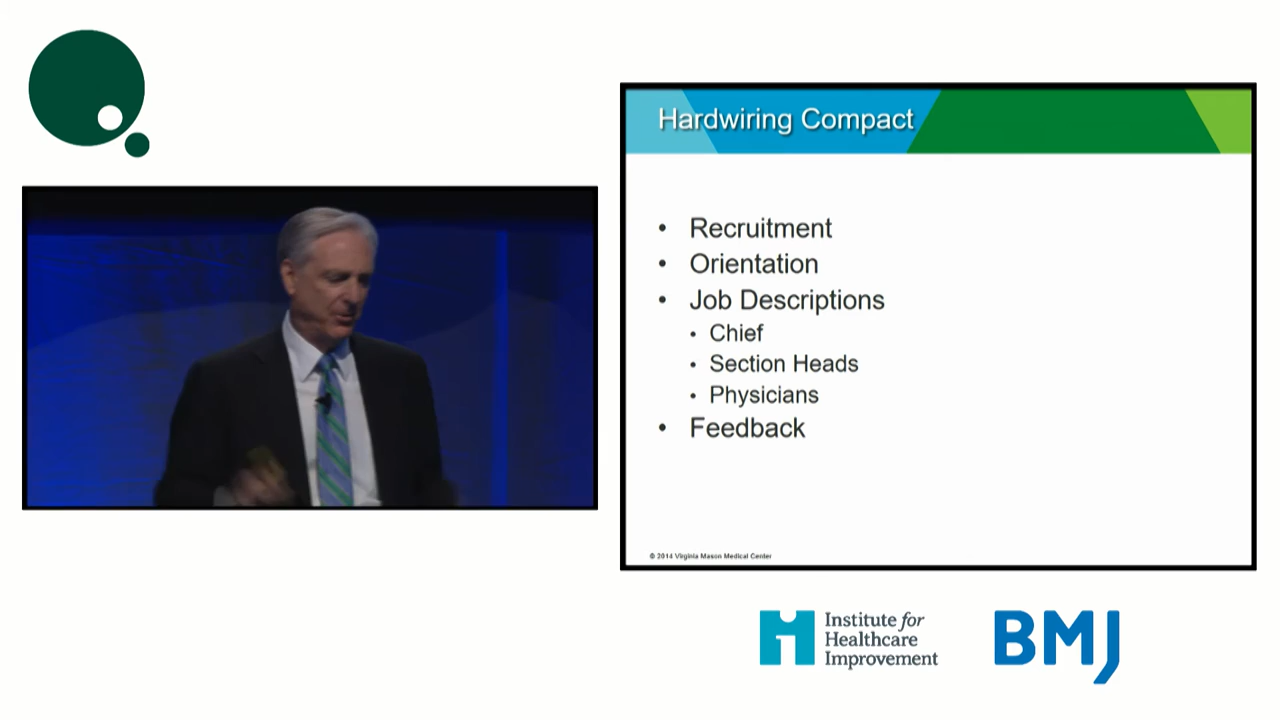 Hardwiring Compact
• Recruitment
• Orientation
• Job Descriptions
• Chief
• Section Heads
• Physicians
• Feedback
© 2014 Virginia Mason Medical Center
Institute for
Healthcare
Improvement
BMJ